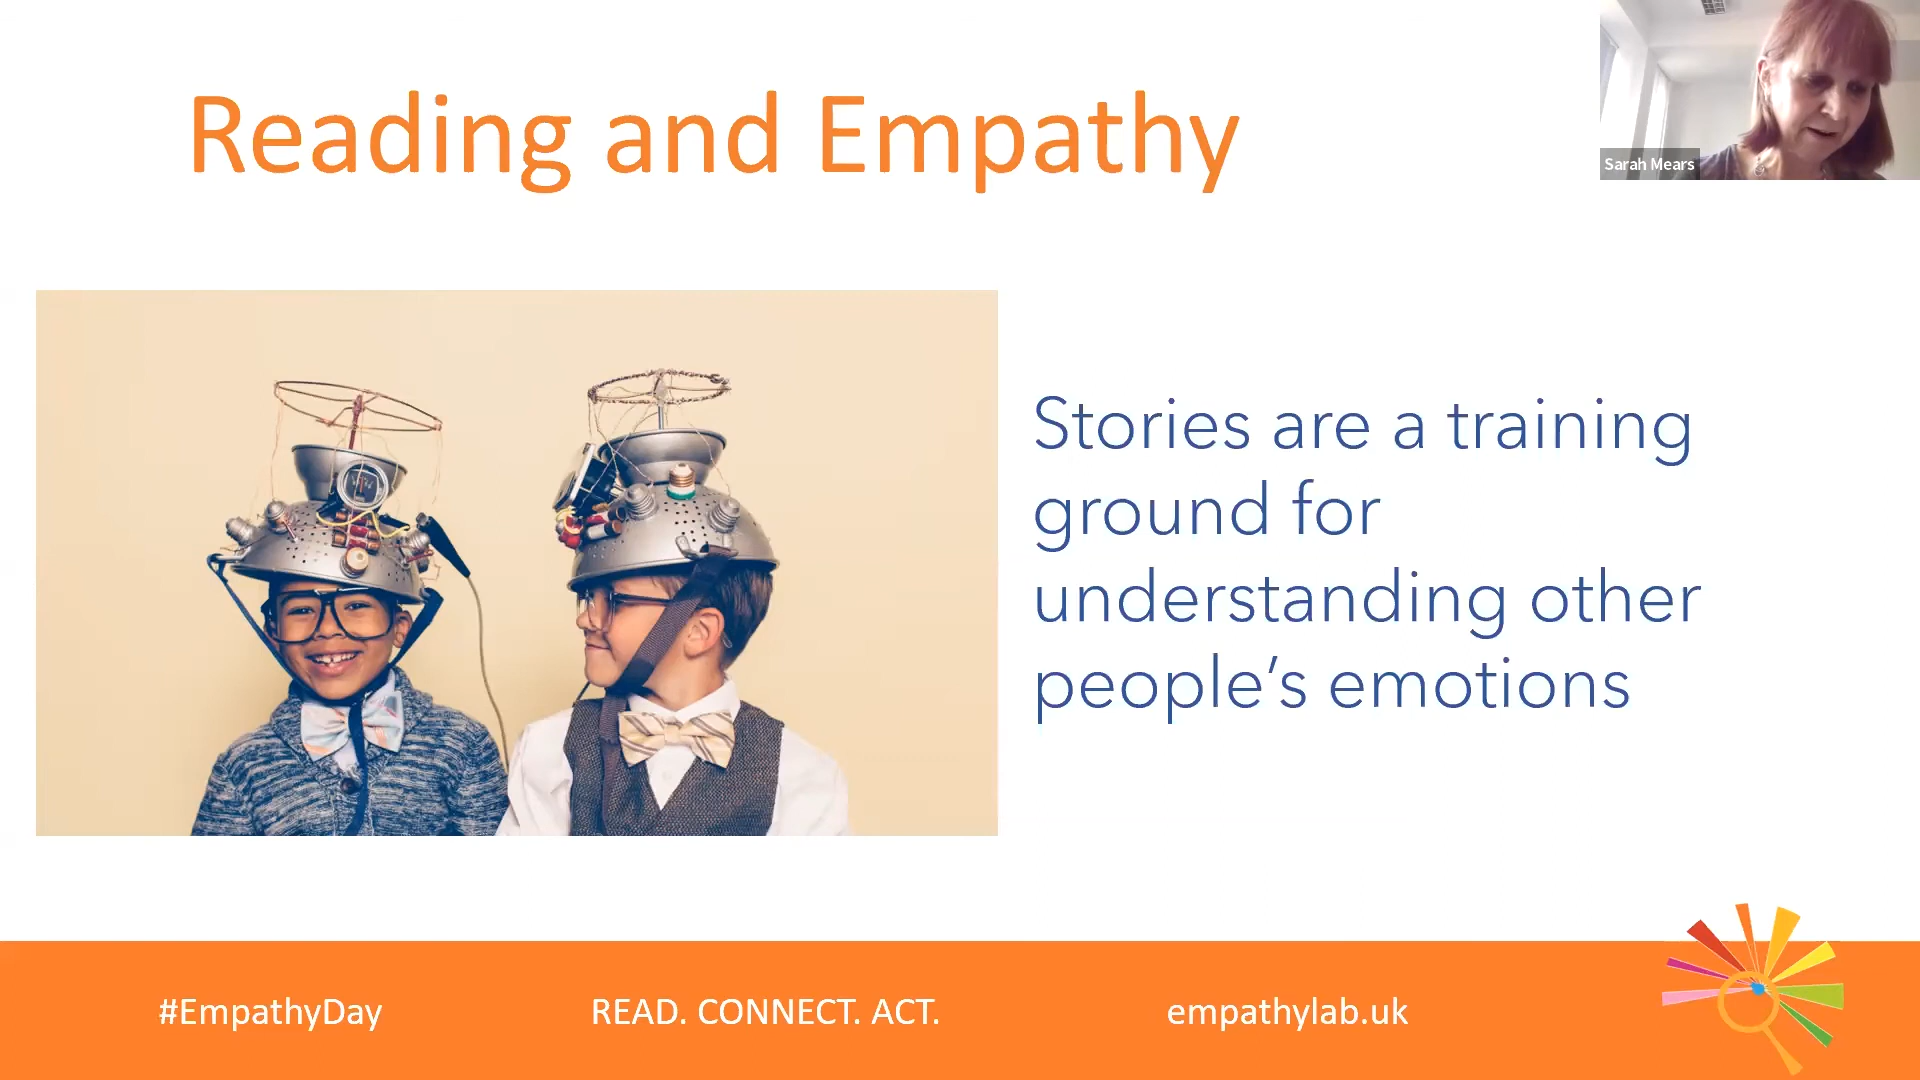 Reading and Empathy
Sarah Mears
Stories are a training
ground for
understanding other
people’s emotions
#EmpathyDay
READ. CONNECT. ACT.
empathylab.uk